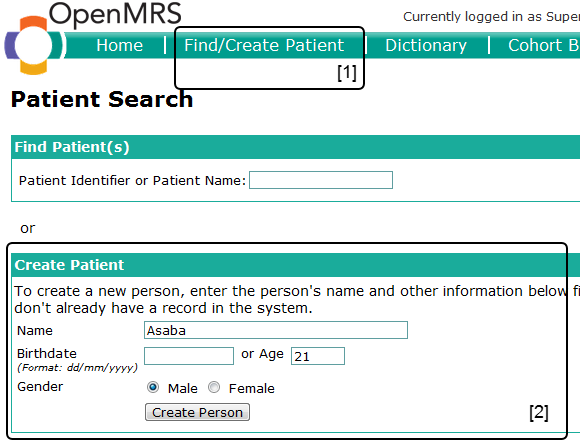 OpenMRS
Currently logged in as Super
Home Find/Create Patient Dictionary Cohort B
[1]
Patient Search
Find Patient(s)
Patient Identifier or Patient Name:
or
Create Patient
To create a new person, enter the person's name and other information below fi
don't already have a record in the system.
Name Asaba
Birthdate or Age 21
(Format: dd/mm/yyyy)
Gender Male Female
Create Person [2]